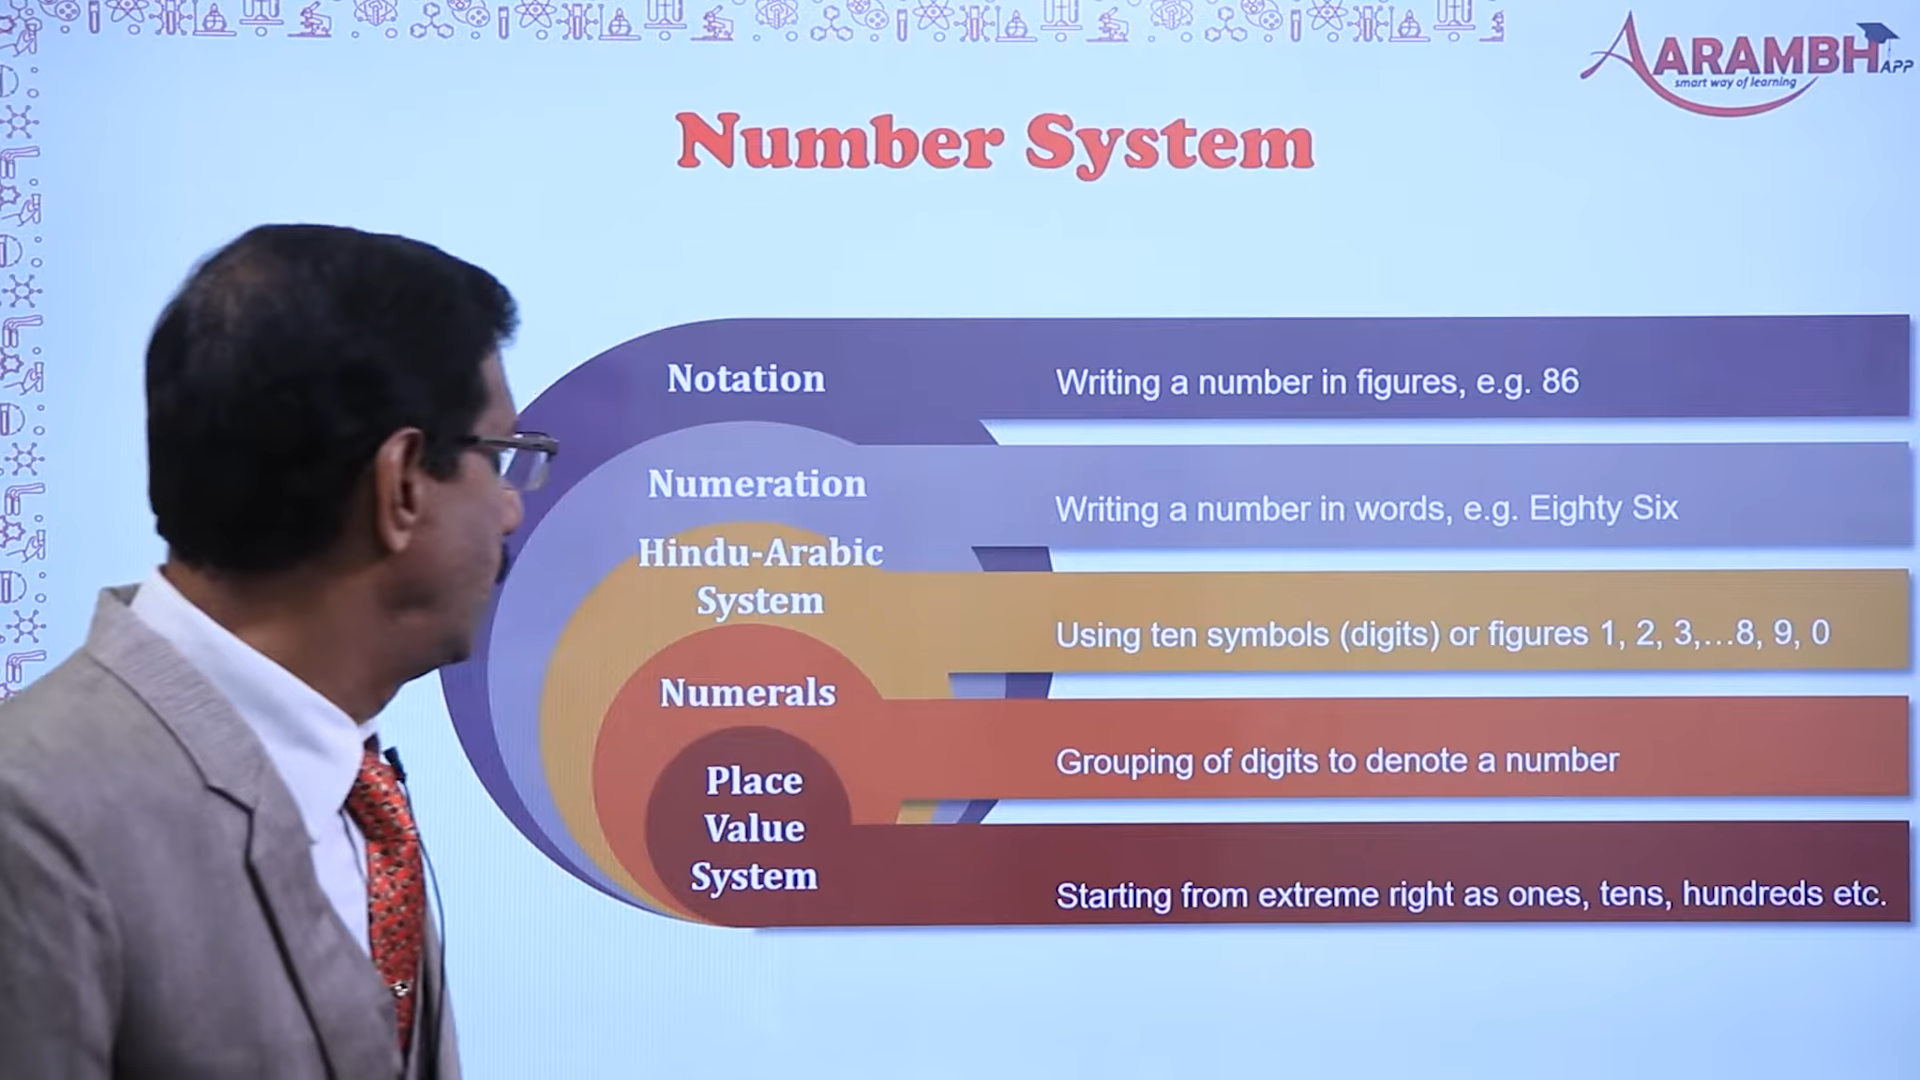 AARAMBH APP
smart way of learning
Number System
Notation
Writing a number in figures, e.g. 86
Numeration
Writing a number in words, e.g. Eighty Six
Hindu-Arabic
System
Using ten symbols (digits) or figures 1, 2, 3,…8, 9, 0
Numerals
Grouping of digits to denote a number
Place
Value
System
Starting from extreme right as ones, tens, hundreds etc.